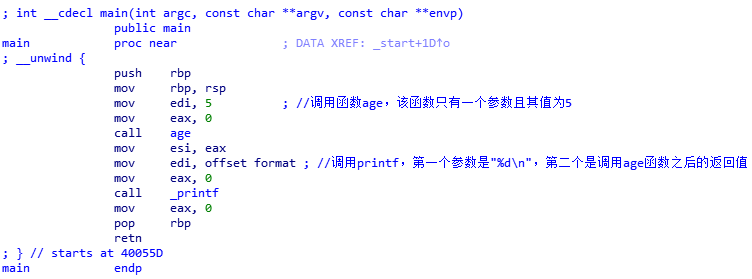 ; int __cdecl main(int argc, const char **argv, const char **envp)
public main
main proc near ; DATA XREF: _start+1D↑o
; __unwind {
push rbp
mov rbp, rsp
mov edi, 5 ; //调用函数age，该函数只有一个参数且其值为5
mov eax, 0
call age
mov esi, eax
mov edi, offset format ; //调用printf，第一个参数是"%d\n"，第二个是调用age函数之后的返回值
mov eax, 0
call _printf
mov eax, 0
pop rbp
retn
; } // starts at 40055D
main endp